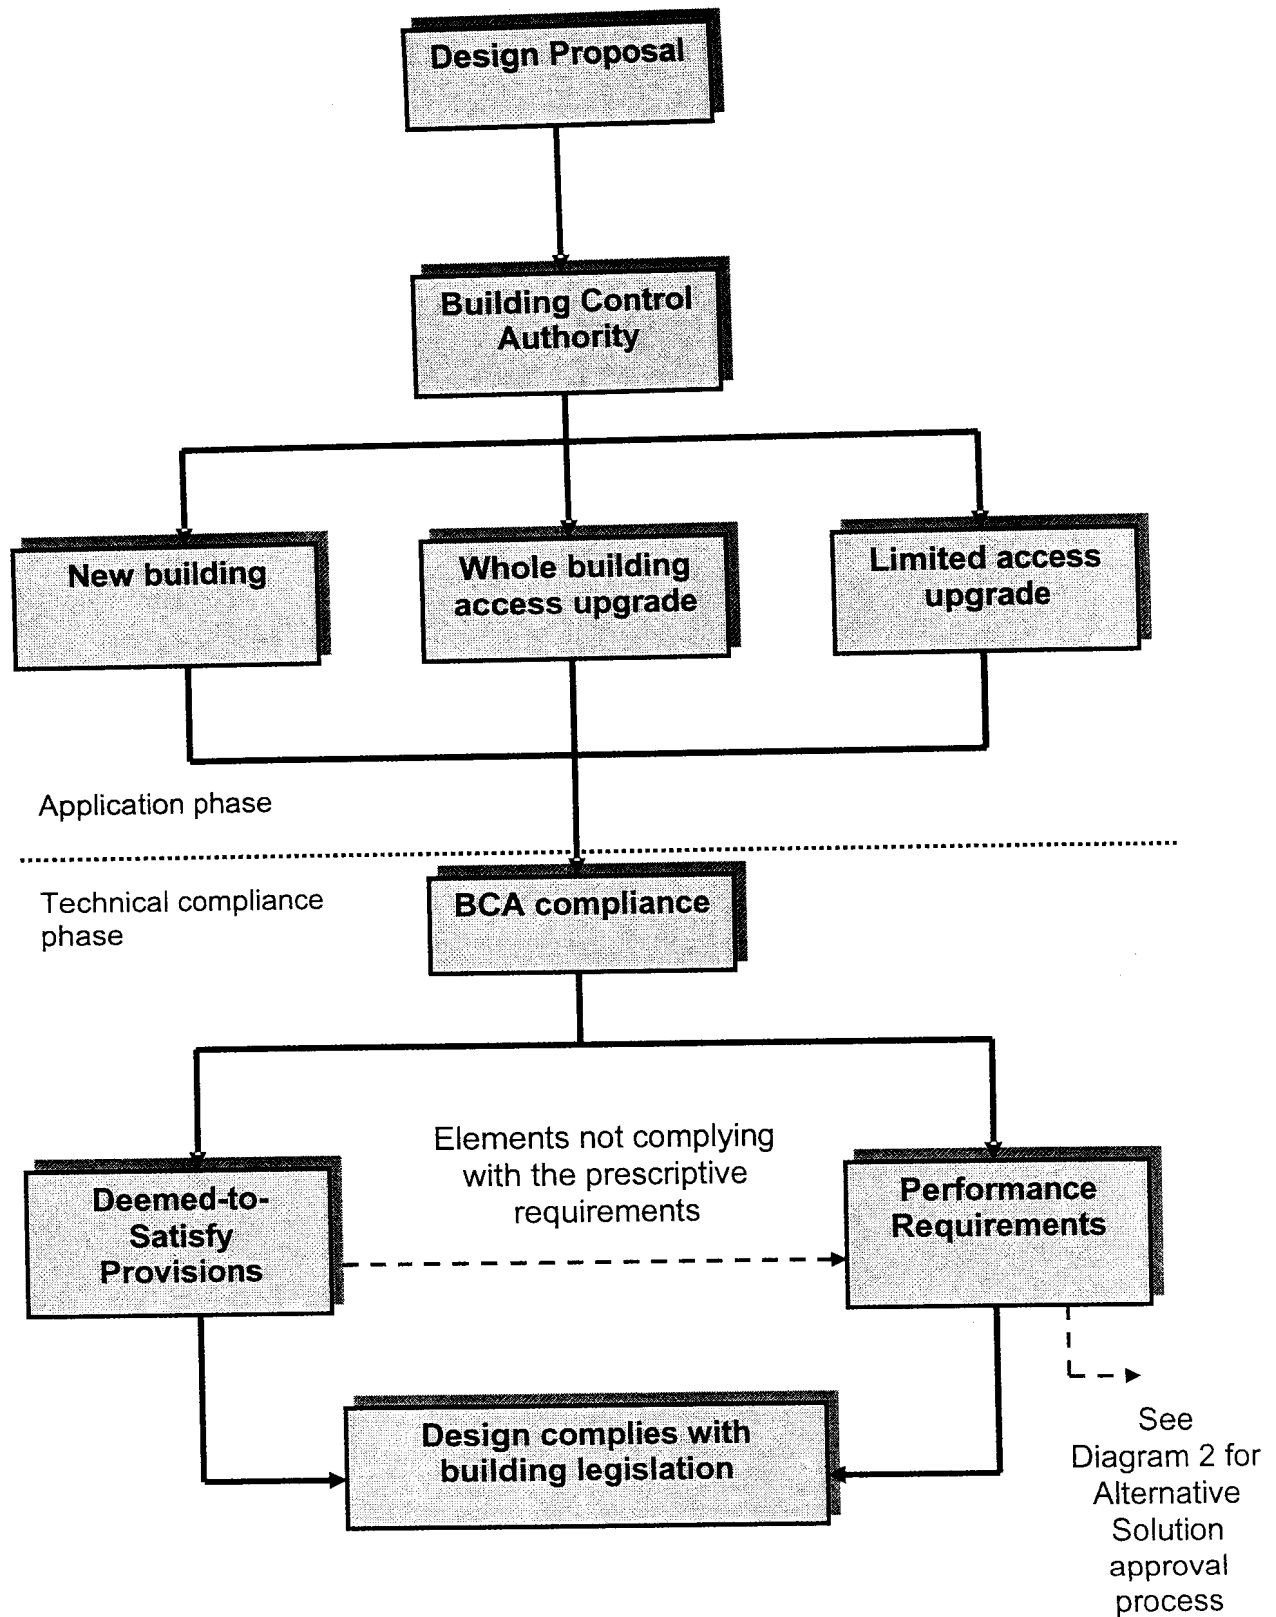 Design Proposal
Building Control
Authority
New building
Whole building
access upgrade
Limited access
upgrade
Application phase
Technical compliance
phase
BCA compliance
Elements not complying
with the prescriptive
requirements
Deemed-to-
Satisfy
Provisions
Performance
Requirements
Design complies with
building legislation
See
Diagram 2 for
Alternative
Solution
approval
process